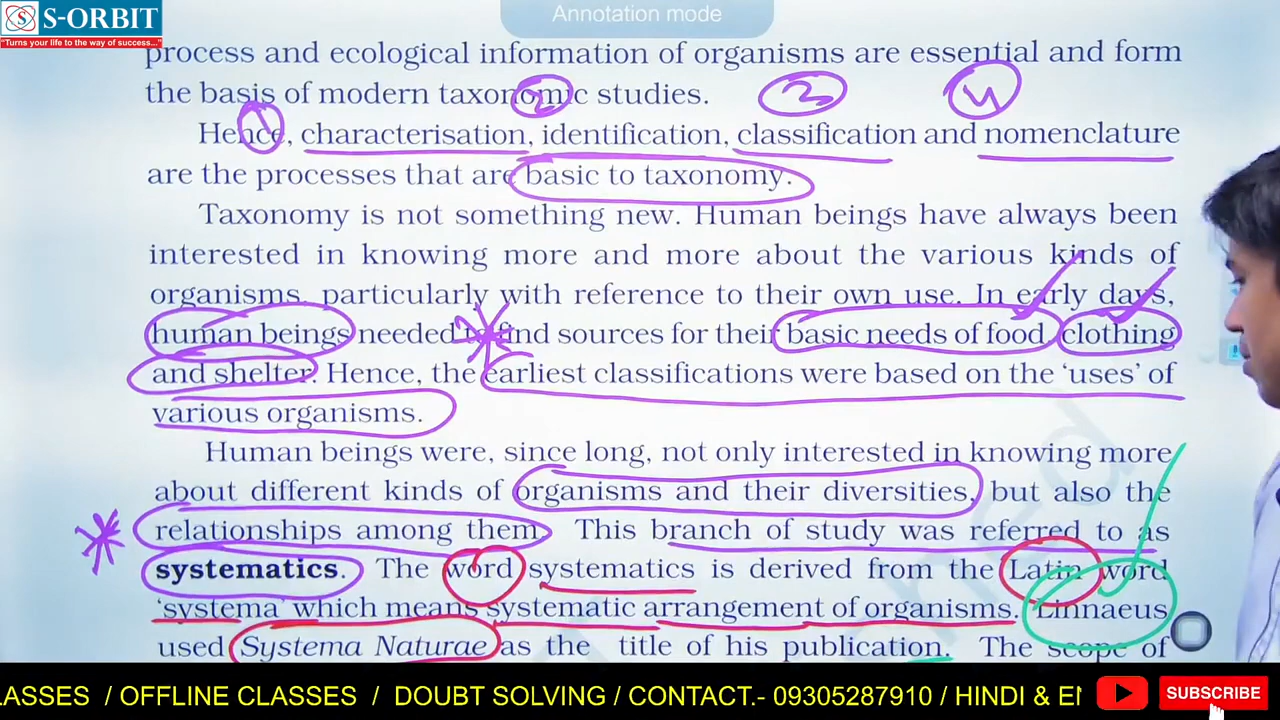 Annotation mode
S-ORBIT
"Turns your life to the way of success..."
process and ecological information of organisms are essential and form
the basis of modern taxonomic studies.
1 2 3 4
Hence, characterisation, identification, classification and nomenclature
are the processes that are basic to taxonomy.
Taxonomy is not something new. Human beings have always been
interested in knowing more and more about the various kinds of
organisms, particularly with reference to their own use. In early days,
human beings needed to find sources for their basic needs of food, clothing
and shelter. Hence, the earliest classifications were based on the 'uses' of
various organisms.
Human beings were, since long, not only interested in knowing more
about different kinds of organisms and their diversities, but also the
relationships among them. This branch of study was referred to as
systematics. The word systematics is derived from the Latin word
'systema' which means systematic arrangement of organisms. Linnaeus
used Systema Naturae as the title of his publication. The scope of
LASSES / OFFLINE CLASSES / DOUBT SOLVING / CONTACT.- 09305287910 / HINDI & EN
SUBSCRIBE